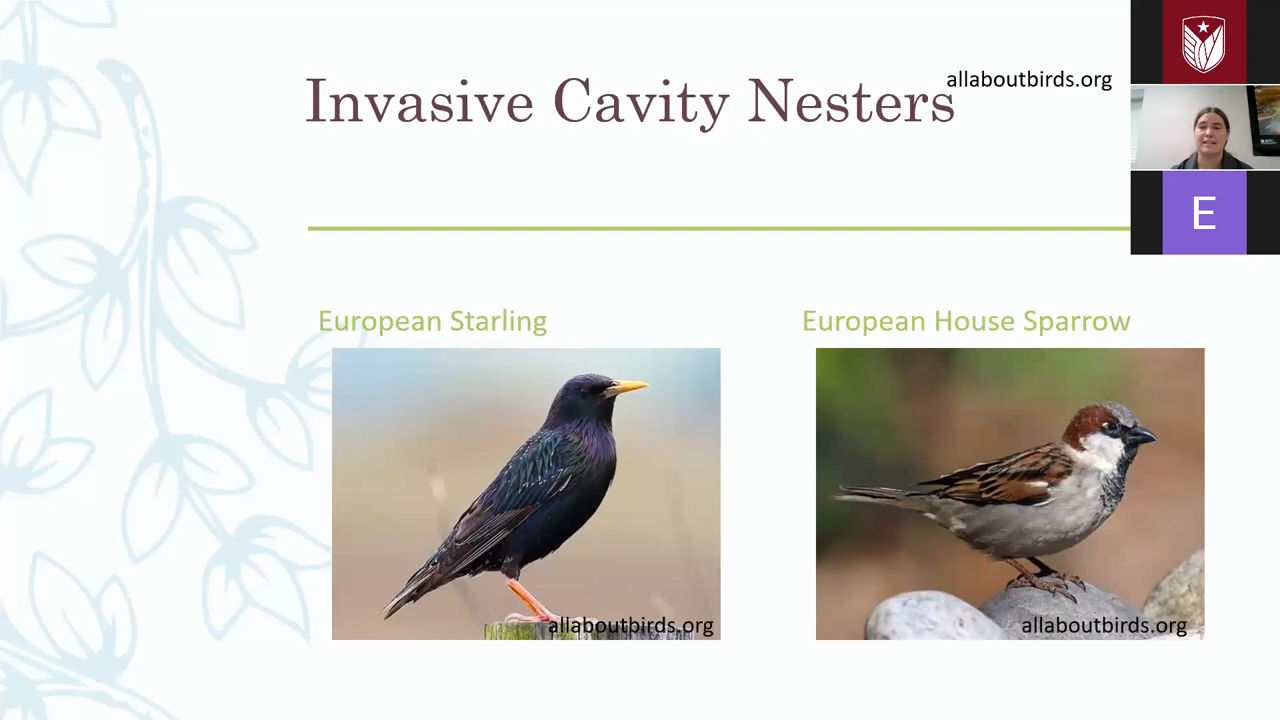 Invasive Cavity Nesters
allaboutbirds.org
E
European Starling
European House Sparrow
allaboutbirds.org
allaboutbirds.org